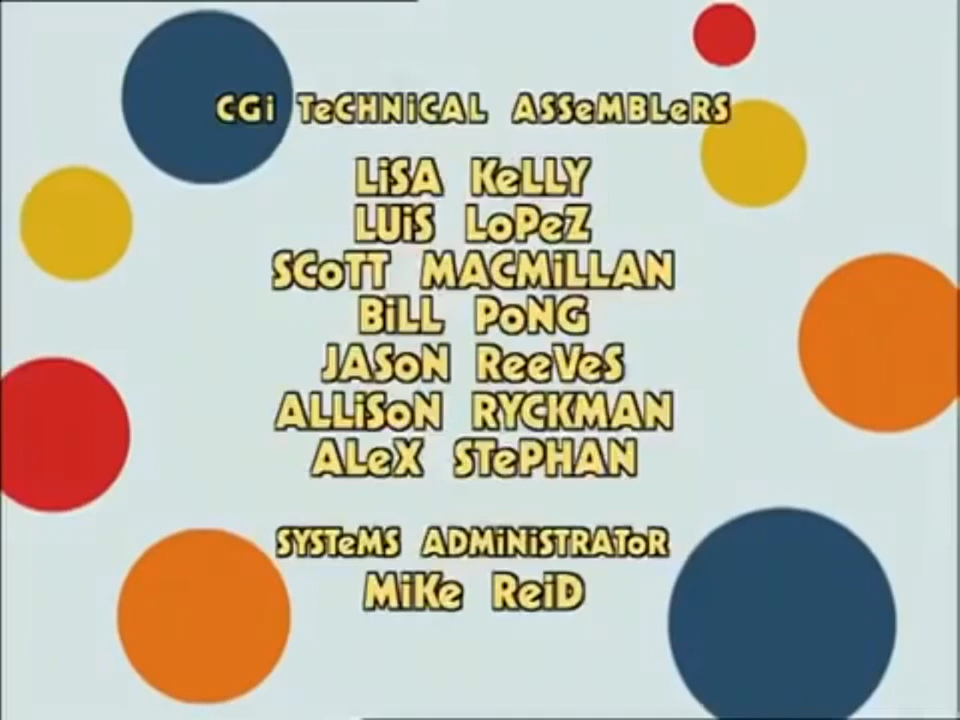 CGi TeCHNiCAL ASSeMBLeRS
LiSA KeLLY
LUiS LoPeZ
SCoTT MACMiLLAN
BiLL PoNG
JASoN ReeVeS
ALLiSoN RYCKMAN
ALeX STePHAN
SYSTeMS ADMiNiSTRAToR
MiKe ReiD